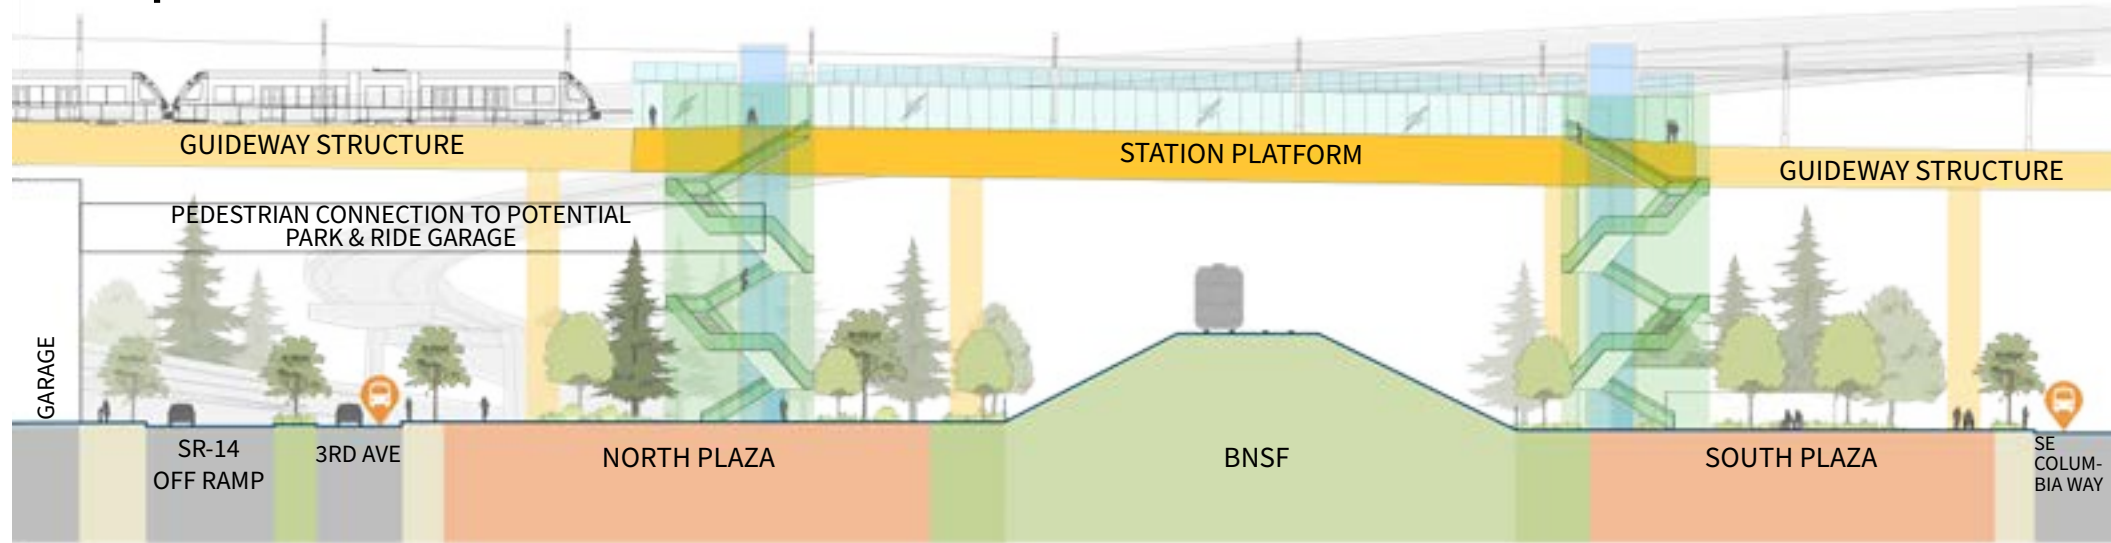 GUIDEWAY STRUCTURE
STATION PLATFORM
GUIDEWAY STRUCTURE
PEDESTRIAN CONNECTION TO POTENTIAL
PARK & RIDE GARAGE
GARAGE
SR-14
OFF RAMP
3RD AVE
NORTH PLAZA
BNSF
SOUTH PLAZA
SE
COLUM-
BIA WAY